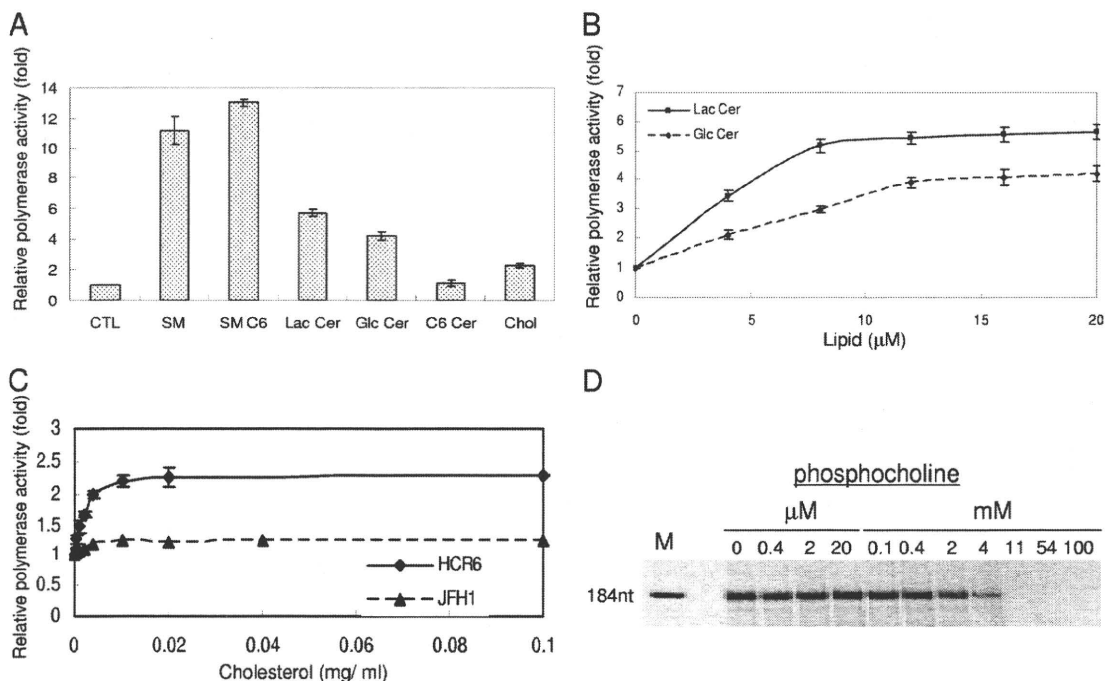 A
Relative polymerase activity (fold)
14
12
10
8
6
4
2
0
CTL SM SM C6 Lac Cer Glc Cer C6 Cer Chol
B
Relative polymerase activity (fold)
7
6
5
4
3
2
1
0
Lac Cer
Glc Cer
0 5 10 15 20
Lipid (µM)
C
Relative polymerase activity (fold)
3
2.5
2
1.5
1
0.5
0
HCR6
JFH1
0 0.02 0.04 0.06 0.08 0.1
Cholesterol (mg/ ml)
D
phosphocholine
µM mM
M 0 0.4 2 20 0.1 0.4 2 4 11 54 100
184nt